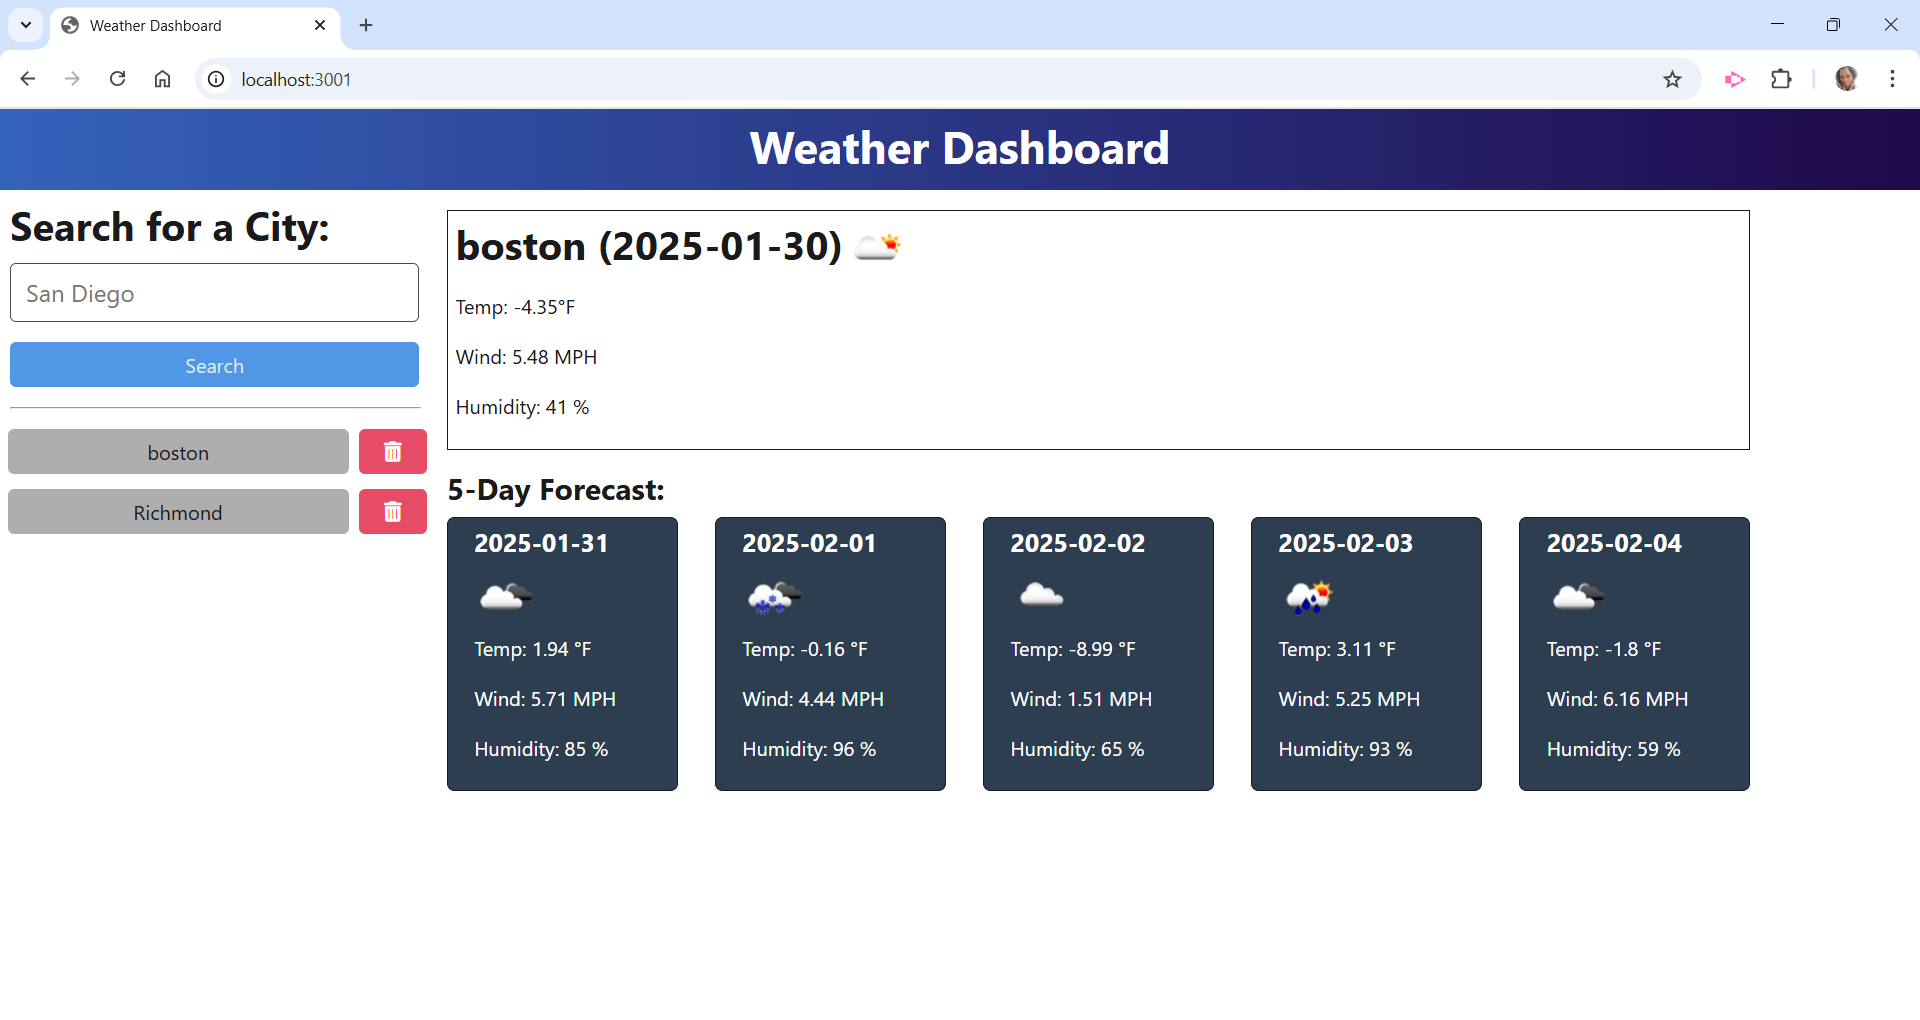 Weather Dashboard
localhost:3001
Weather Dashboard
Search for a City:
San Diego
Search
boston
Richmond
boston (2025-01-30)
Temp: -4.35°F
Wind: 5.48 MPH
Humidity: 41 %
5-Day Forecast:
2025-01-31
Temp: 1.94 °F
Wind: 5.71 MPH
Humidity: 85 %
2025-02-01
Temp: -0.16 °F
Wind: 4.44 MPH
Humidity: 96 %
2025-02-02
Temp: -8.99 °F
Wind: 1.51 MPH
Humidity: 65 %
2025-02-03
Temp: 3.11 °F
Wind: 5.25 MPH
Humidity: 93 %
2025-02-04
Temp: -1.8 °F
Wind: 6.16 MPH
Humidity: 59 %